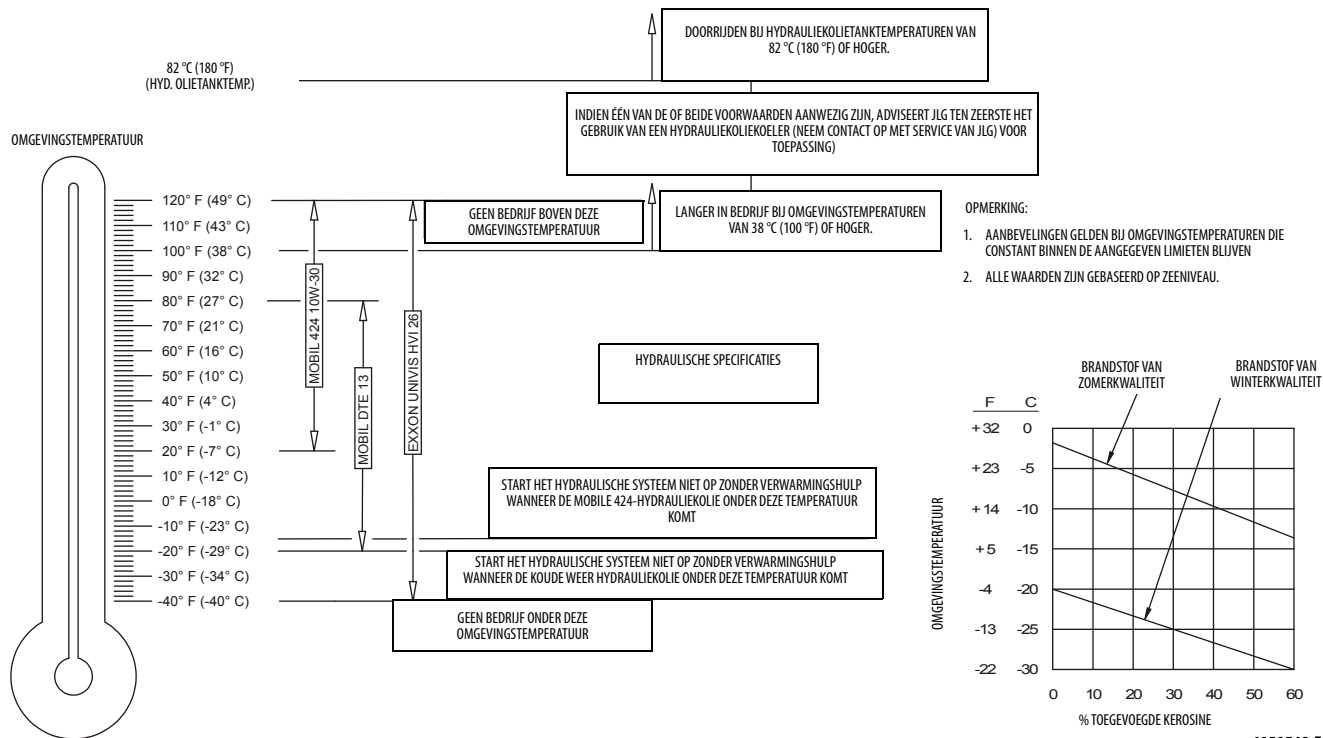 82 °C (180 °F)
(HYD. OLIETANKTEMP.)
DOORRIJDEN BIJ HYDRAULIEKOLIETANKTEMPERATUREN VAN
82 °C (180 °F) OF HOGER.
INDIEN ÉÉN VAN DE OF BEIDE VOORWAARDEN AANWEZIG ZIJN, ADVISEERT JLG TEN ZEERSTE HET
GEBRUIK VAN EEN HYDRAULIEKOLIEKOELER (NEEM CONTACT OP MET SERVICE VAN JLG) VOOR
TOEPASSING)
OMGEVINGSTEMPERATUUR
120° F (49° C)
110° F (43° C)
100° F (38° C)
90° F (32° C)
80° F (27° C)
70° F (21° C)
60° F (16° C)
50° F (10° C)
40° F (4° C)
30° F (-1° C)
20° F (-7° C)
10° F (-12° C)
0° F (-18° C)
-10° F (-23° C)
-20° F (-29° C)
-30° F (-34° C)
-40° F (-40° C)
MOBIL 424 10W-30
MOBIL DTE 13
EXXON UNIVIS HVI 26
GEEN BEDRIJF BOVEN DEZE
OMGEVINGSTEMPERATUUR
LANGER IN BEDRIJF BIJ OMGEVINGSTEMPERATUREN
VAN 38 °C (100 °F) OF HOGER.
HYDRAULISCHE SPECIFICATIES
START HET HYDRAULISCHE SYSTEEM NIET OP ZONDER VERWARMINGSHULP
WANNEER DE MOBILE 424-HYDRAULIEKOLIE ONDER DEZE TEMPERATUUR
KOMT
START HET HYDRAULISCHE SYSTEEM NIET OP ZONDER VERWARMINGSHULP
WANNEER DE KOUDE WEER HYDRAULIEKOLIE ONDER DEZE TEMPERATUUR KOMT
GEEN BEDRIJF ONDER DEZE
OMGEVINGSTEMPERATUUR
OPMERKING:
1. AANBEVELINGEN GELDEN BIJ OMGEVINGSTEMPERATUREN DIE
CONSTANT BINNEN DE AANGEGEVEN LIMIETEN BLIJVEN
2. ALLE WAARDEN ZIJN GEBASEERD OP ZEENIVEAU.
BRANDSTOF VAN
ZOMERKWALITEIT
BRANDSTOF VAN
WINTERKWALITEIT
F C
+32 0
+23 -5
+14 -10
+5 -15
-4 -20
-13 -25
-22 -30
OMGEVINGSTEMPERATUUR
0 10 20 30 40 50 60
% TOEGEVOEGDE KEROSINE